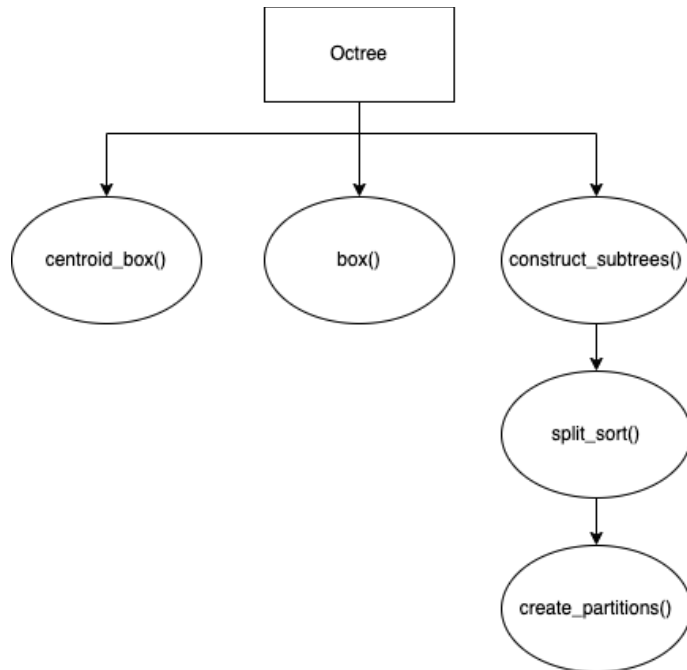 Octree
centroid_box()
box()
construct_subtrees()
split_sort()
create_partitions()